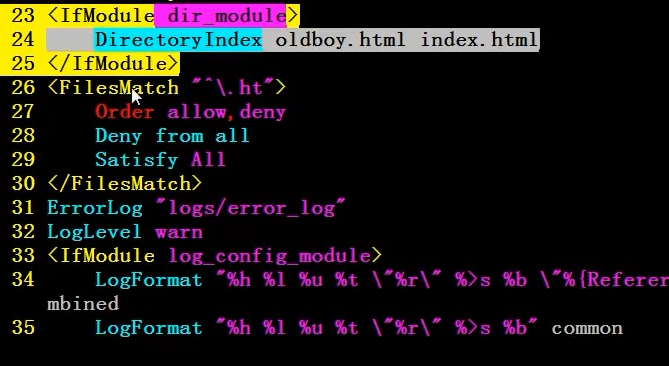 23 <IfModule dir_module>
24     DirectoryIndex oldboy.html index.html
25 </IfModule>
26 <FilesMatch "^\.ht">
27     Order allow,deny
28     Deny from all
29     Satisfy All
30 </FilesMatch>
31 ErrorLog "logs/error_log"
32 LogLevel warn
33 <IfModule log_config_module>
34     LogFormat "%h %l %u %t \"%r\" %>s %b \"%{Referer
mbined
35     LogFormat "%h %l %u %t \"%r\" %>s %b" common